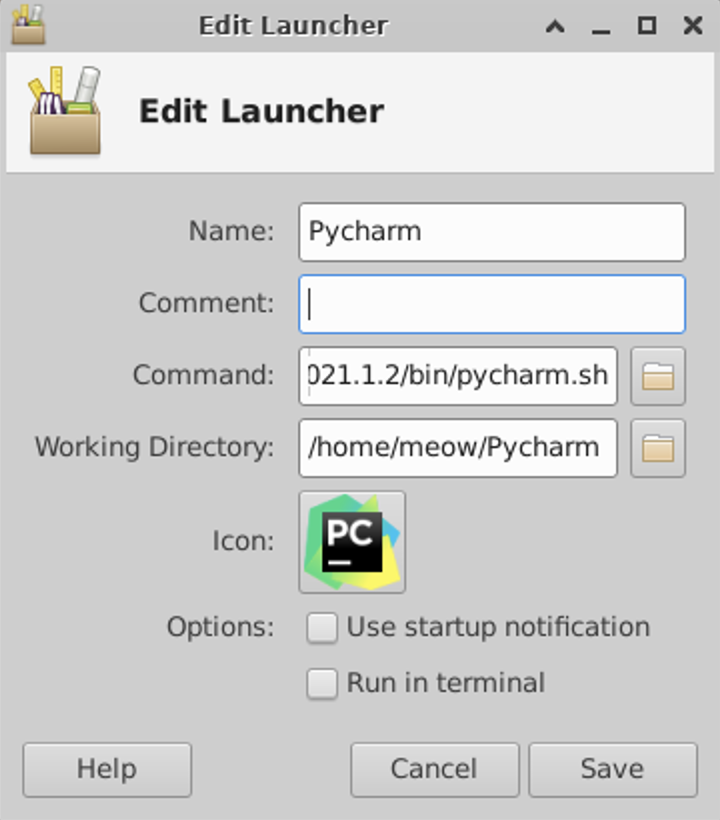 Edit Launcher
Edit Launcher
Name: Pycharm
Comment:
Command: 021.1.2/bin/pycharm.sh
Working Directory: /home/meow/Pycharm
Icon: PC
Options: Use startup notification
Run in terminal
Help Cancel Save